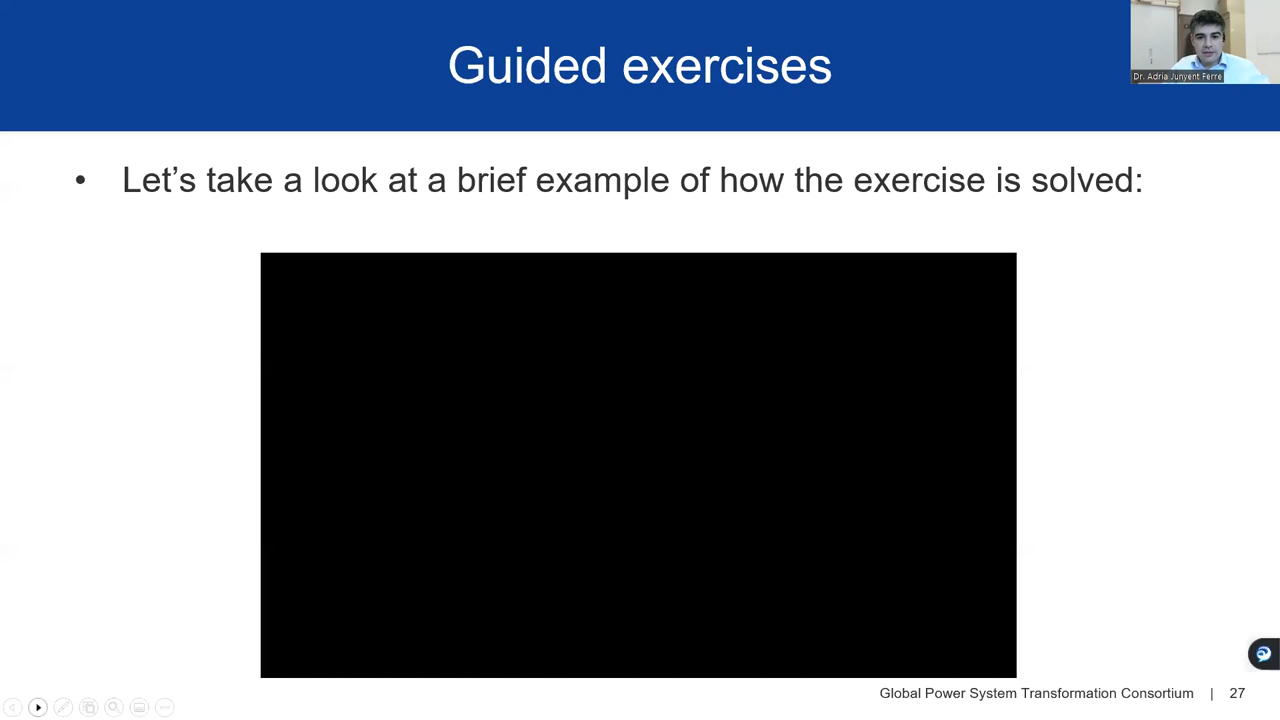 Guided exercises
Dr. Adria Junyent Ferre
• Let’s take a look at a brief example of how the exercise is solved:
Global Power System Transformation Consortium | 27